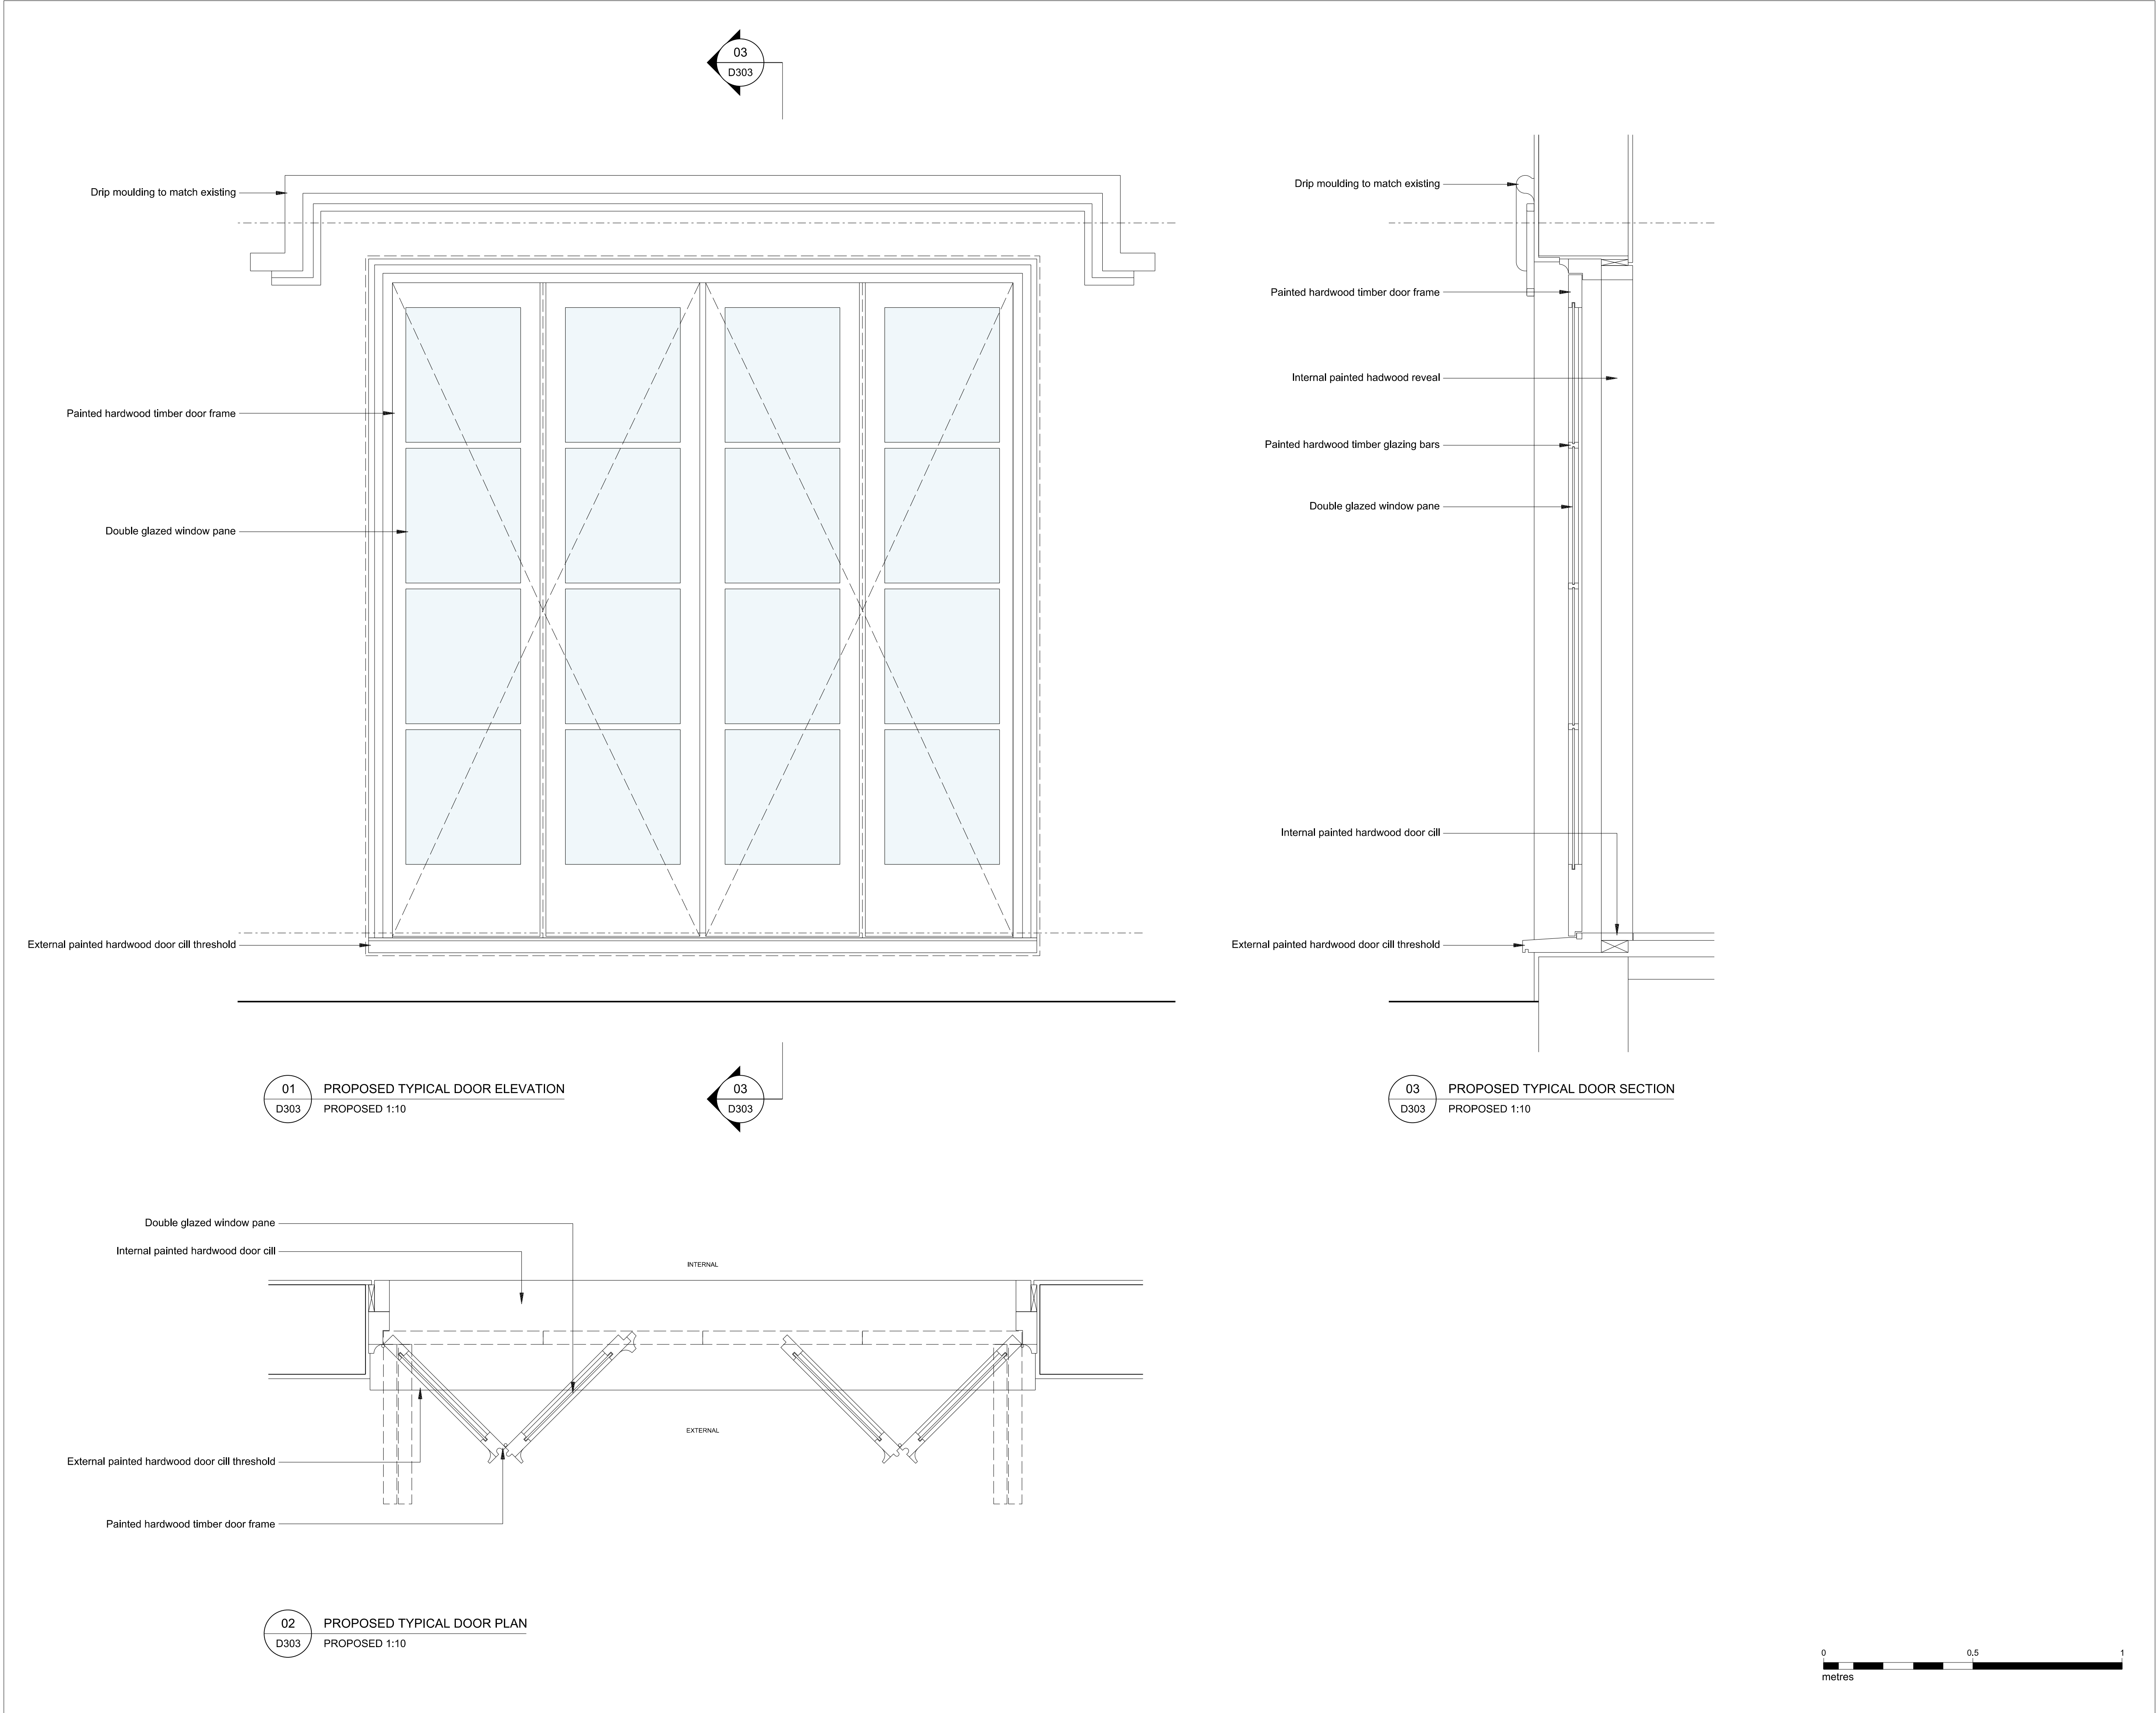 03
D303
Drip moulding to match existing
Painted hardwood timber door frame
Double glazed window pane
External painted hardwood door cill threshold
01
D303
PROPOSED TYPICAL DOOR ELEVATION
PROPOSED 1:10
03
D303
Drip moulding to match existing
Painted hardwood timber door frame
Internal painted hadwood reveal
Painted hardwood timber glazing bars
Double glazed window pane
Internal painted hardwood door cill
External painted hardwood door cill threshold
03
D303
PROPOSED TYPICAL DOOR SECTION
PROPOSED 1:10
Double glazed window pane
Internal painted hardwood door cill
INTERNAL
EXTERNAL
External painted hardwood door cill threshold
Painted hardwood timber door frame
02
D303
PROPOSED TYPICAL DOOR PLAN
PROPOSED 1:10
0 0.5 1
metres